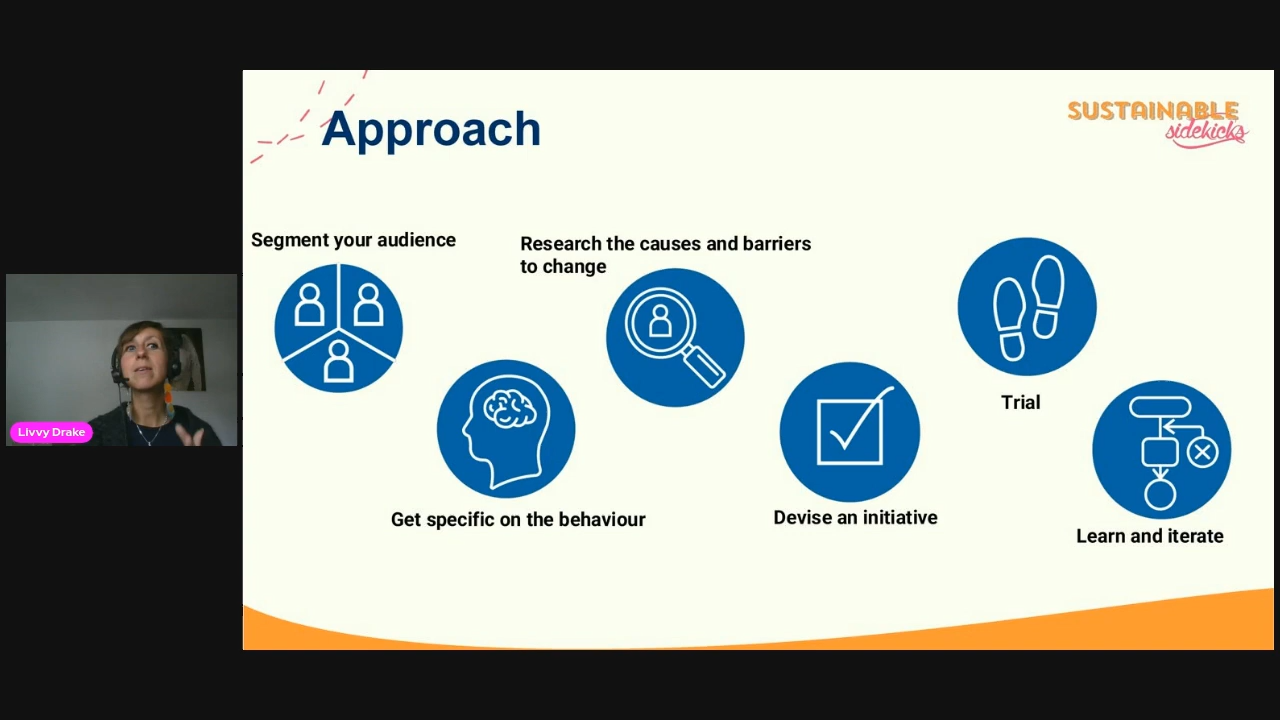 Approach
SUSTAINABLE
sidekicks
Segment your audience
Research the causes and barriers
to change
Trial
Get specific on the behaviour
Devise an initiative
Learn and iterate
Livvy Drake